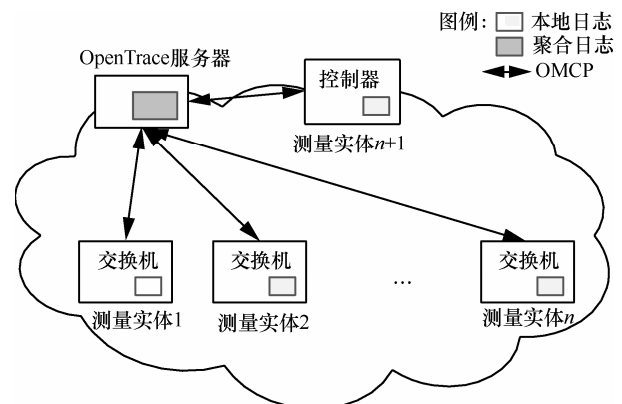 图例：本地日志
聚合日志
OMCP
OpenTrace服务器
控制器
测量实体n+1
交换机
测量实体1
交换机
测量实体2
...
交换机
测量实体n